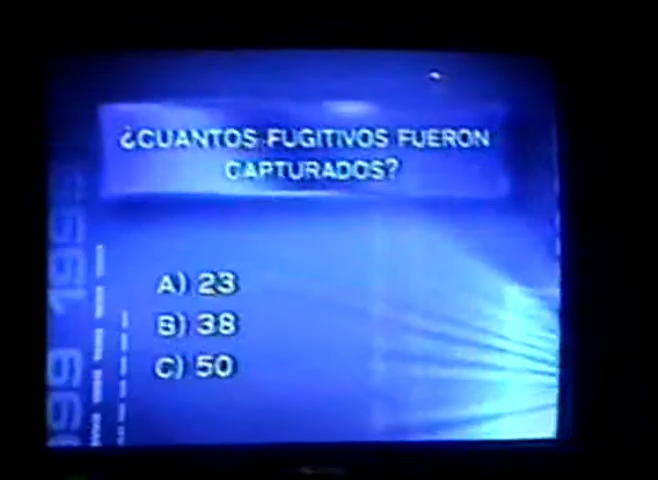 ¿CUANTOS FUGITIVOS FUERON
CAPTURADOS?
A) 23
B) 38
C) 50